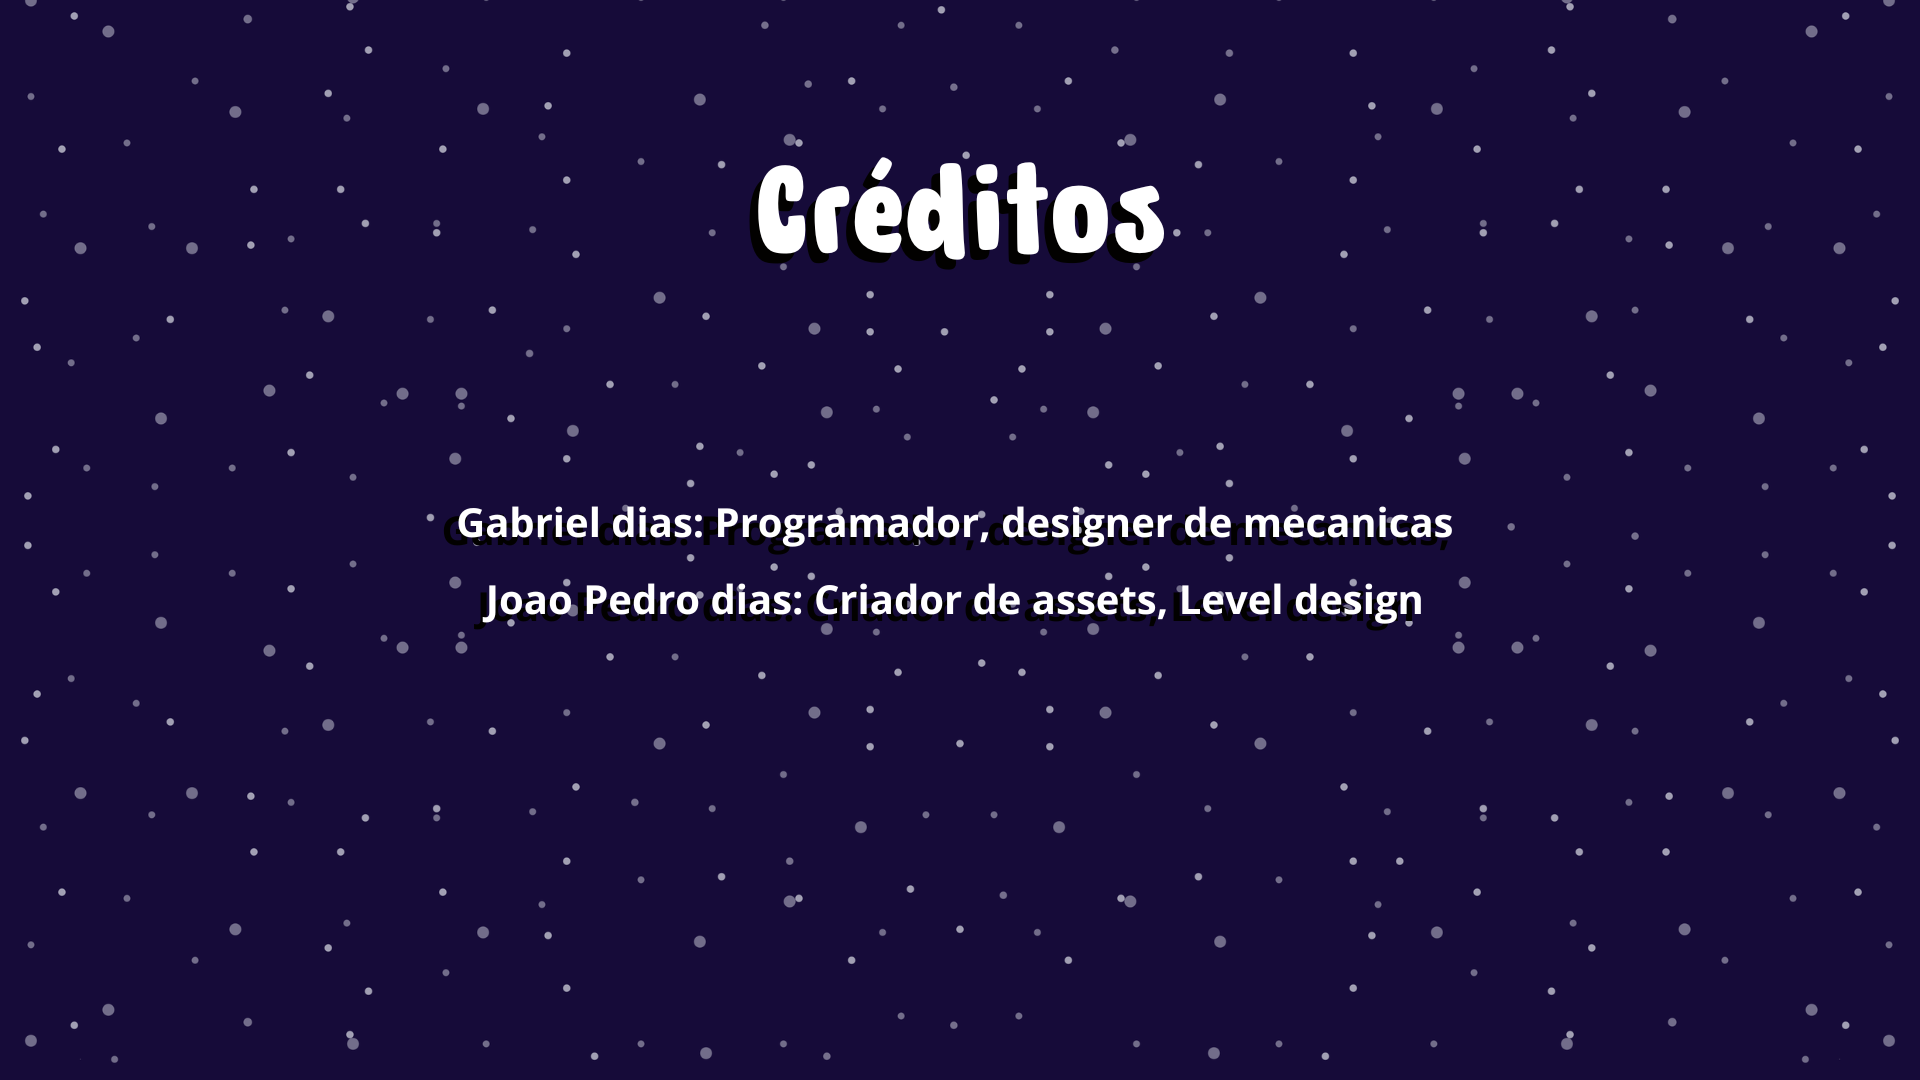 Créditos
Gabriel dias: Programador, designer de mecanicas
Joao Pedro dias: Criador de assets, Level design